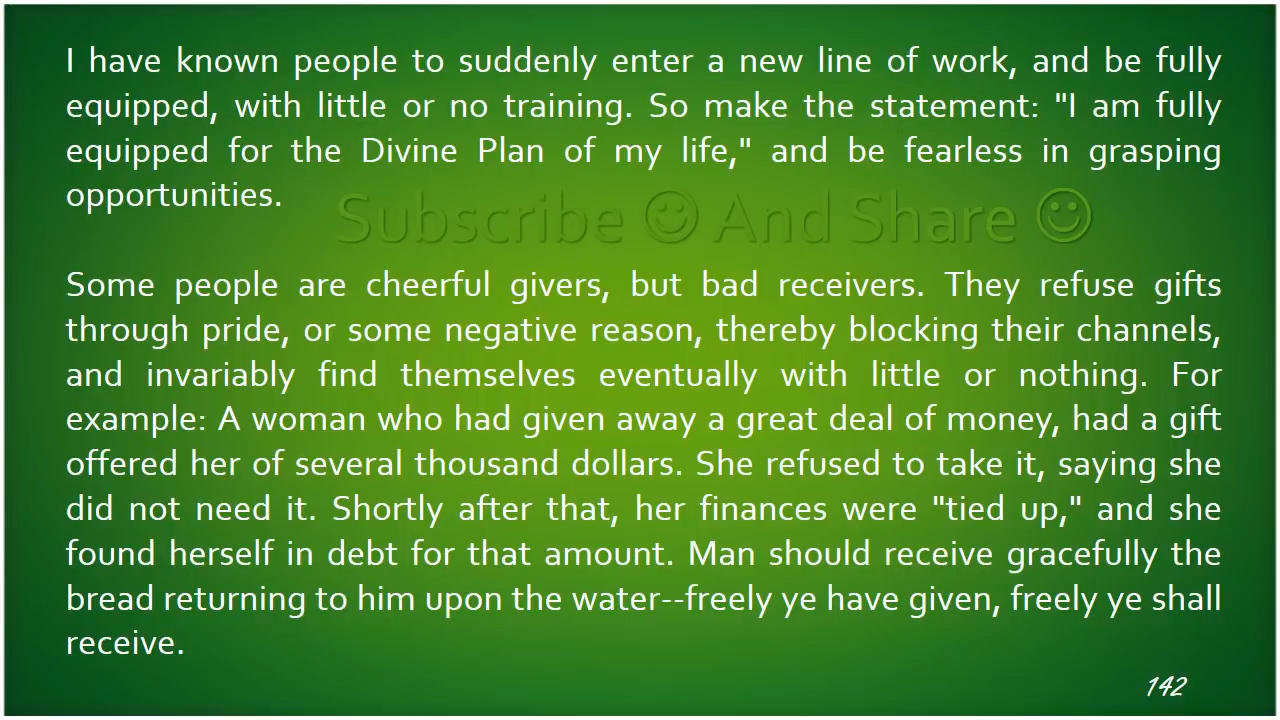 I have known people to suddenly enter a new line of work, and be fully
equipped, with little or no training. So make the statement: "I am fully
equipped for the Divine Plan of my life," and be fearless in grasping
opportunities.
Subscribe ☺ And Share ☺
Some people are cheerful givers, but bad receivers. They refuse gifts
through pride, or some negative reason, thereby blocking their channels,
and invariably find themselves eventually with little or nothing. For
example: A woman who had given away a great deal of money, had a gift
offered her of several thousand dollars. She refused to take it, saying she
did not need it. Shortly after that, her finances were "tied up," and she
found herself in debt for that amount. Man should receive gracefully the
bread returning to him upon the water--freely ye have given, freely ye shall
receive.
142